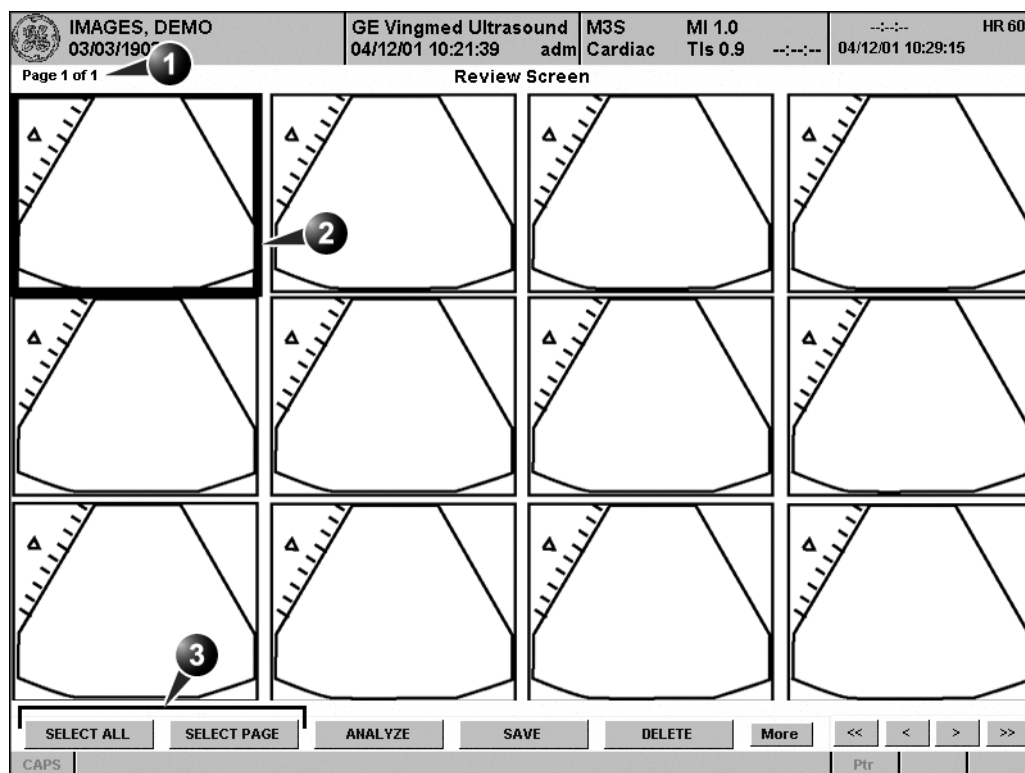 IMAGES, DEMO GE Vingmed Ultrasound M3S MI 1.0 --:--:-- HR 60
03/03/190 04/12/01 10:21:39 adm Cardiac TIs 0.9 --:--:-- 04/12/01 10:29:15
Page 1 of 1 1 Review Screen
2
3
SELECT ALL SELECT PAGE ANALYZE SAVE DELETE More << < > >>
CAPS Ptr